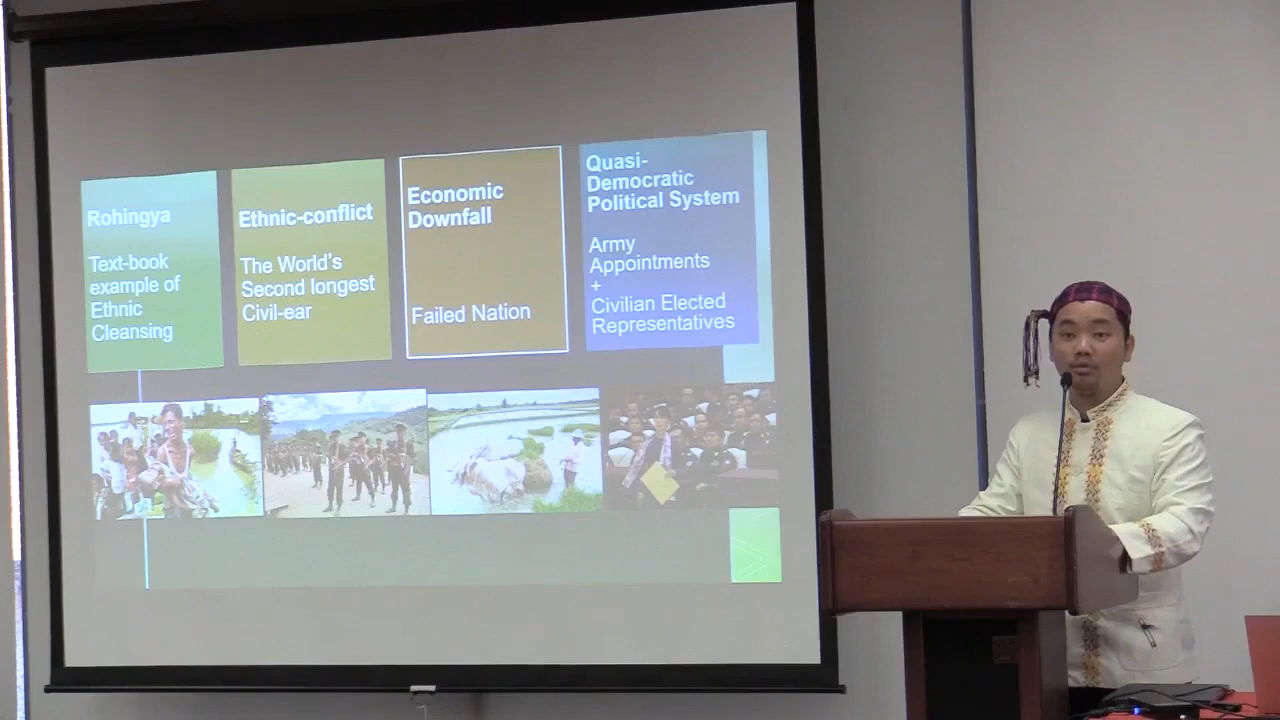 Rohingya
Text-book
example of
Ethnic
Cleansing
Ethnic-conflict
The World's
Second longest
Civil-ear
Economic
Downfall
Failed Nation
Quasi-
Democratic
Political System
Army
Appointments
+
Civilian Elected
Representatives